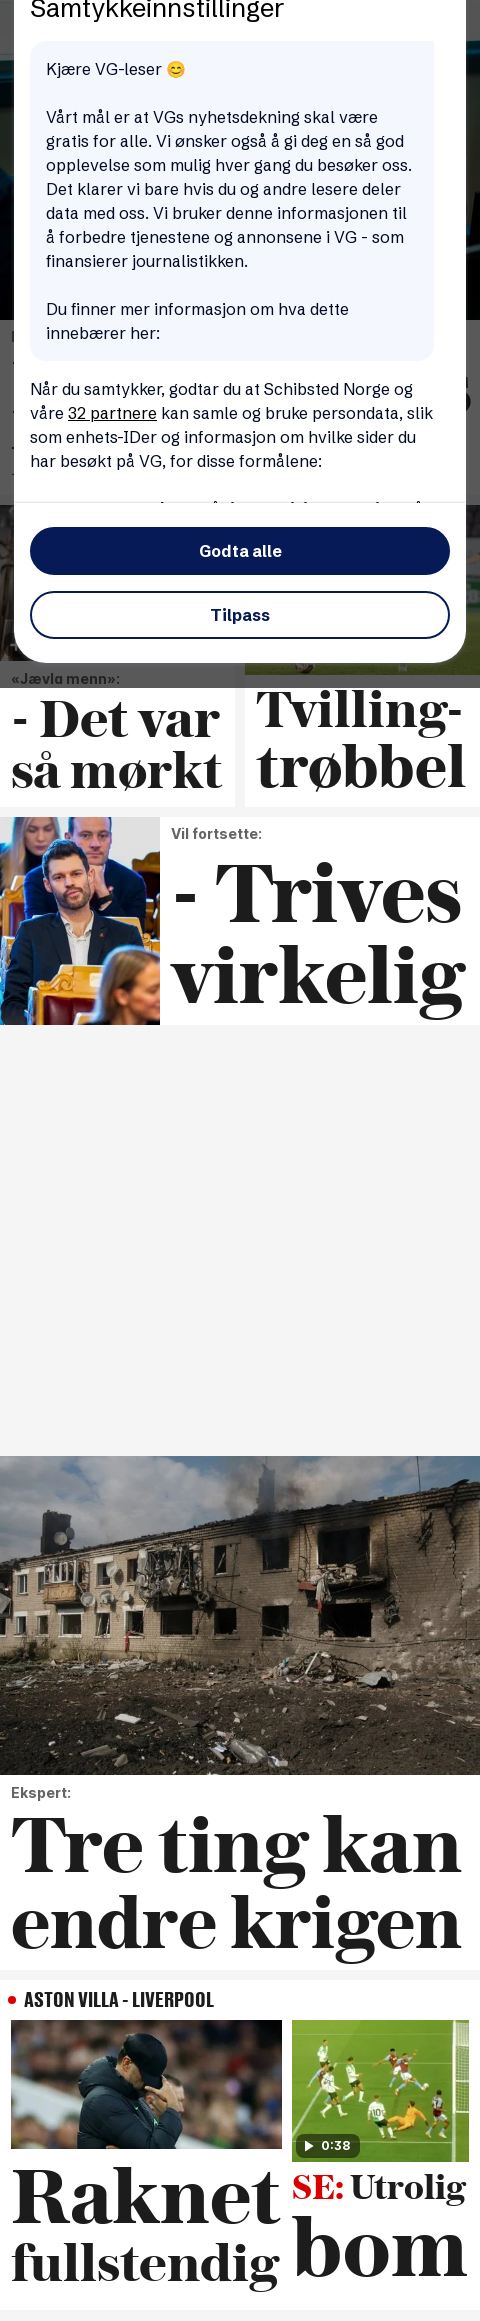 Samtykkeinnstillinger
Kjære VG-leser 😊
Vårt mål er at VGs nyhetsdekning skal være
gratis for alle. Vi ønsker også å gi deg en så god
opplevelse som mulig hver gang du besøker oss.
Det klarer vi bare hvis du og andre lesere deler
data med oss. Vi bruker denne informasjonen til
å forbedre tjenestene og annonsene i VG - som
finansierer journalistikken.
Du finner mer informasjon om hva dette
innebærer her:
Når du samtykker, godtar du at Schibsted Norge og
våre 32 partnere kan samle og bruke persondata, slik
som enhets-IDer og informasjon om hvilke sider du
har besøkt på VG, for disse formålene:
Godta alle
Tilpass
«Jævla menn»:
- Det var
så mørkt
Tvilling-
trøbbel
Vil fortsette:
- Trives
virkelig
Ekspert:
Tre ting kan
endre krigen
ASTON VILLA - LIVERPOOL
Raknet
fullstendig
0:38
SE: Utrolig
bom